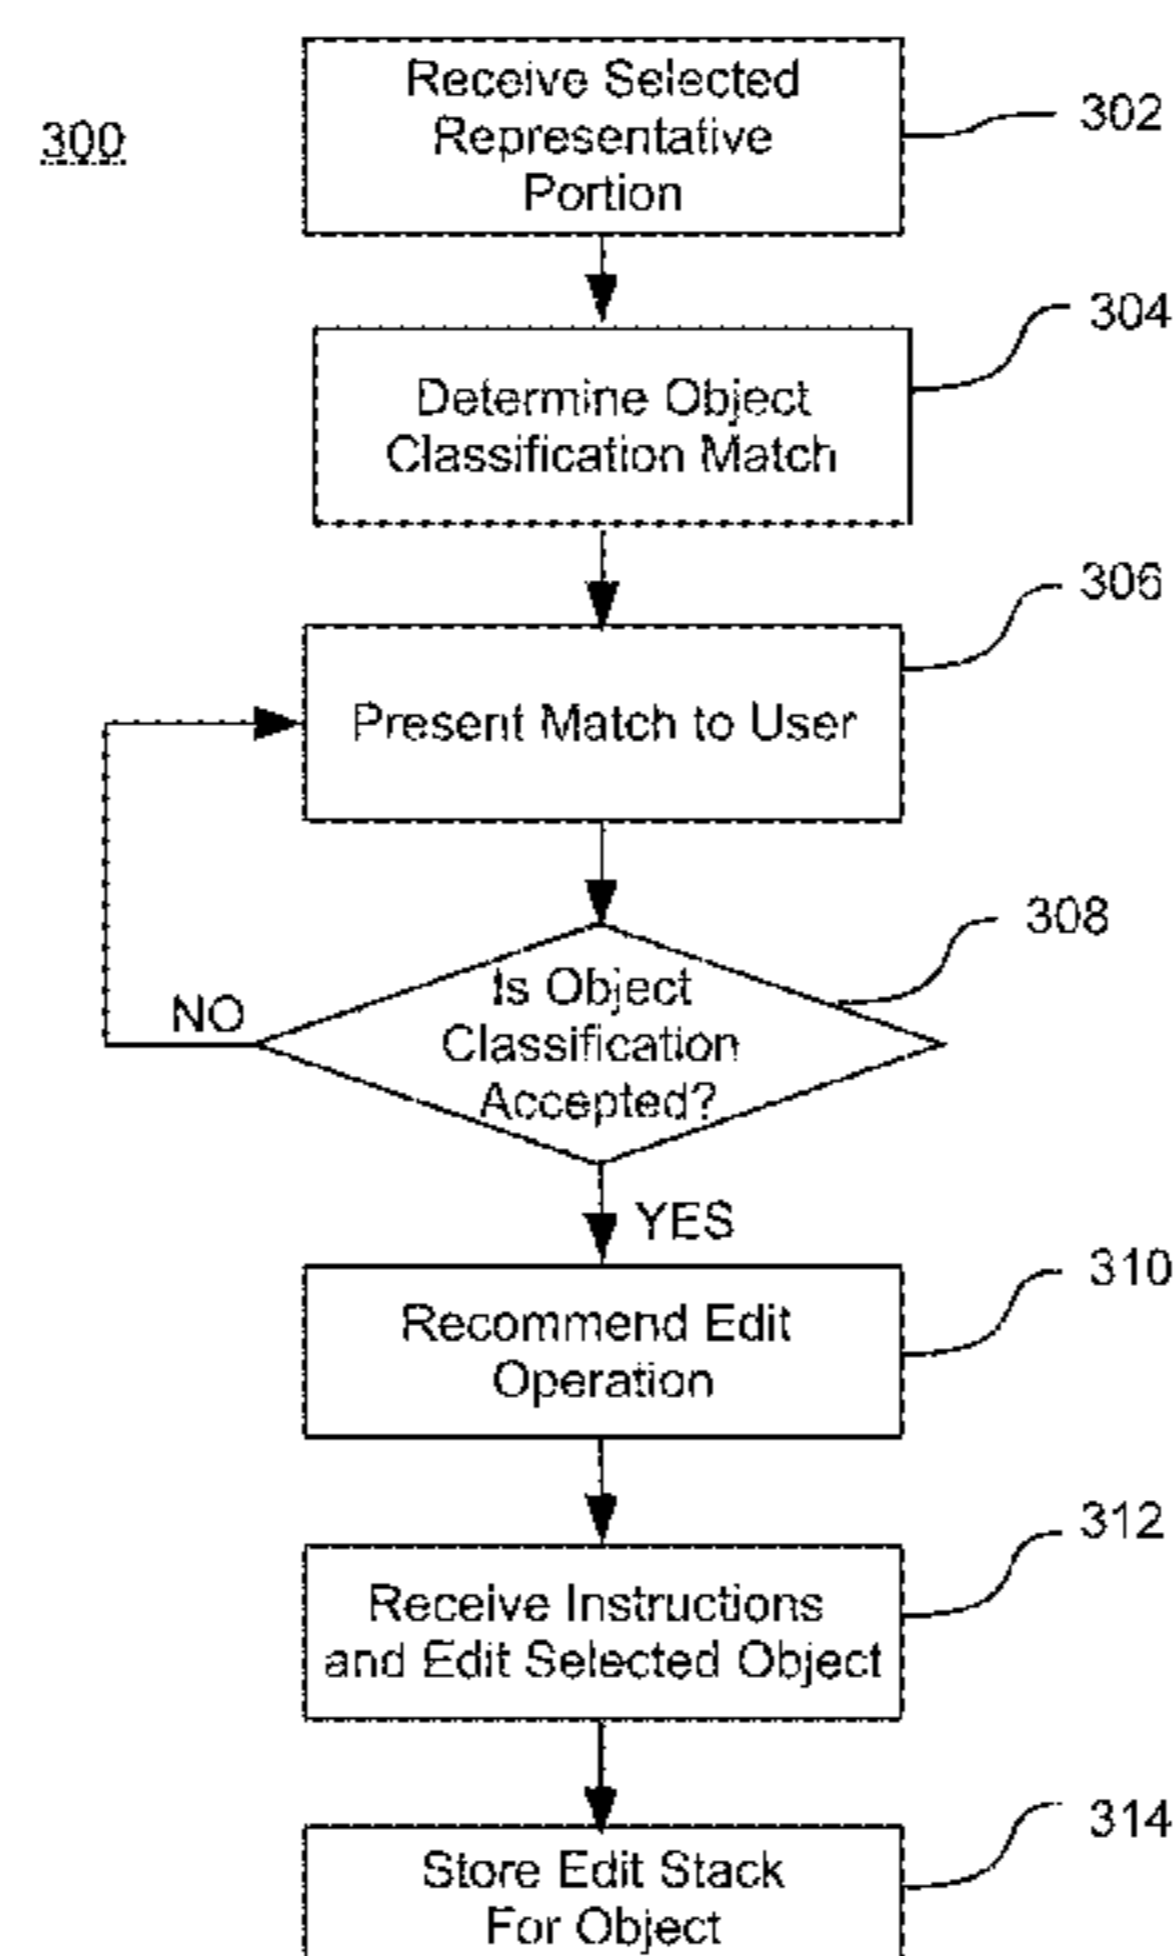 300
Receive Selected
Representative
Portion
302
Determine Object
Classification Match
304
Present Match to User
306
Is Object
Classification
Accepted?
308
NO
YES
Recommend Edit
Operation
310
Receive Instructions
and Edit Selected Object
312
Store Edit Stack
For Object
314